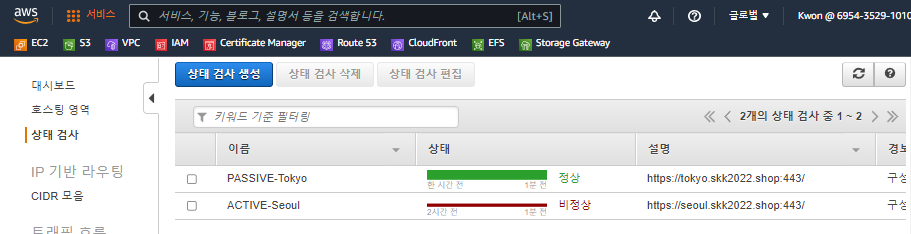 aws 서비스 서비스, 기능, 블로그, 설명서 등을 검색합니다. [Alt+S] 글로벌 ▼ Kwon @ 6954-3529-1010
EC2 S3 VPC IAM Certificate Manager Route 53 CloudFront EFS Storage Gateway
대시보드
호스팅 영역
상태 검사
IP 기반 라우팅
CIDR 모음
트래픽 흐름
상태 검사 생성 상태 검사 삭제 상태 검사 편집
키워드 기준 필터링 2개의 상태 검사 중 1 ~ 2
이름 상태 설명 경보
PASSIVE-Tokyo 한 시간 전 1분 전 정상 https://tokyo.skk2022.shop:443/ 구성
ACTIVE-Seoul 2시간 전 1분 전 비정상 https://seoul.skk2022.shop:443/ 구성